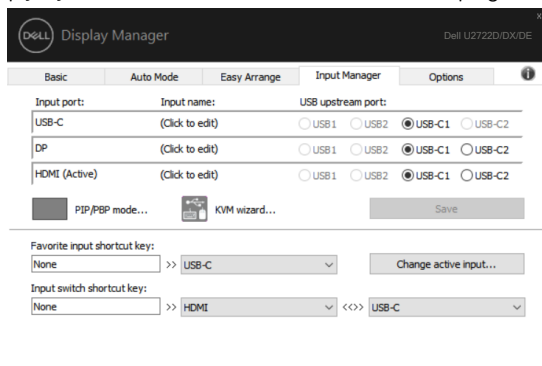 DELL Display Manager Dell U2722D/DX/DE x
Basic Auto Mode Easy Arrange Input Manager Options i
Input port: Input name: USB upstream port:
USB-C (Click to edit) USB1 USB2 USB-C1 USB-C2
DP (Click to edit) USB1 USB2 USB-C1 USB-C2
HDMI (Active) (Click to edit) USB1 USB2 USB-C1 USB-C2
PIP/PBP mode... KVM wizard... Save
Favorite input shortcut key:
None >> USB-C Change active input...
Input switch shortcut key:
None >> HDMI <<>> USB-C